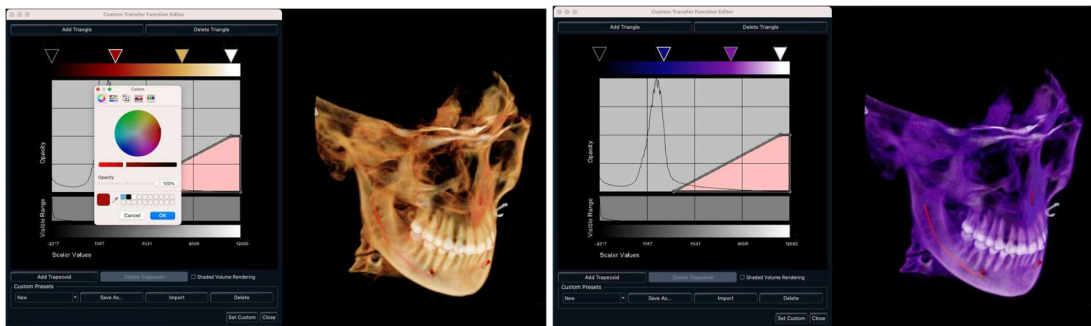 Custom Transfer Function Editor
Add Triangle Delete Triangle
Colors
Opacity
100%
Cancel OK
Opacity
Visible Range
Scaler Values
Add Trapezoid Delete Trapezoid Shaded Volume Rendering
Custom Presets
New Save As... Import Delete
Set Custom Close
Custom Transfer Function Editor
Add Triangle Delete Triangle
Opacity
Visible Range
Scaler Values
Add Trapezoid Delete Trapezoid Shaded Volume Rendering
Custom Presets
New Save As... Import Delete
Set Custom Close